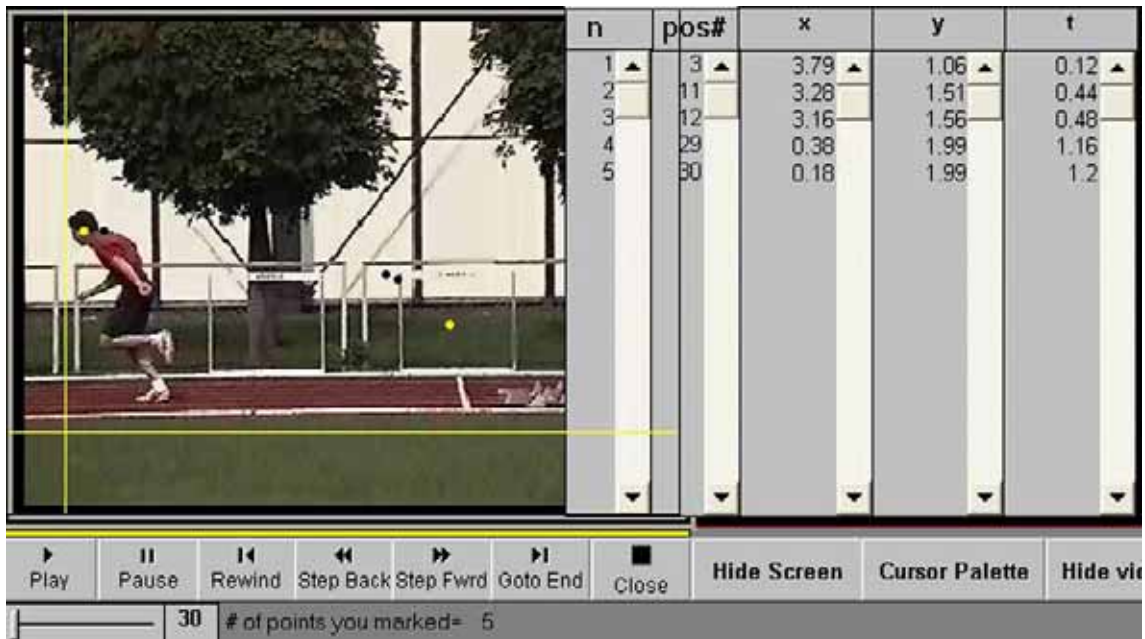 n pos# x y t
1 3 3.79 1.06 0.12
2 11 3.26 1.51 0.44
3 12 3.16 1.56 0.48
4 29 0.38 1.99 1.16
5 30 0.18 1.99 1.2
Play Pause Rewind Step Back Step Fwrd Goto End Close Hide Screen Cursor Palette Hide vie
30 # of points you marked= 5